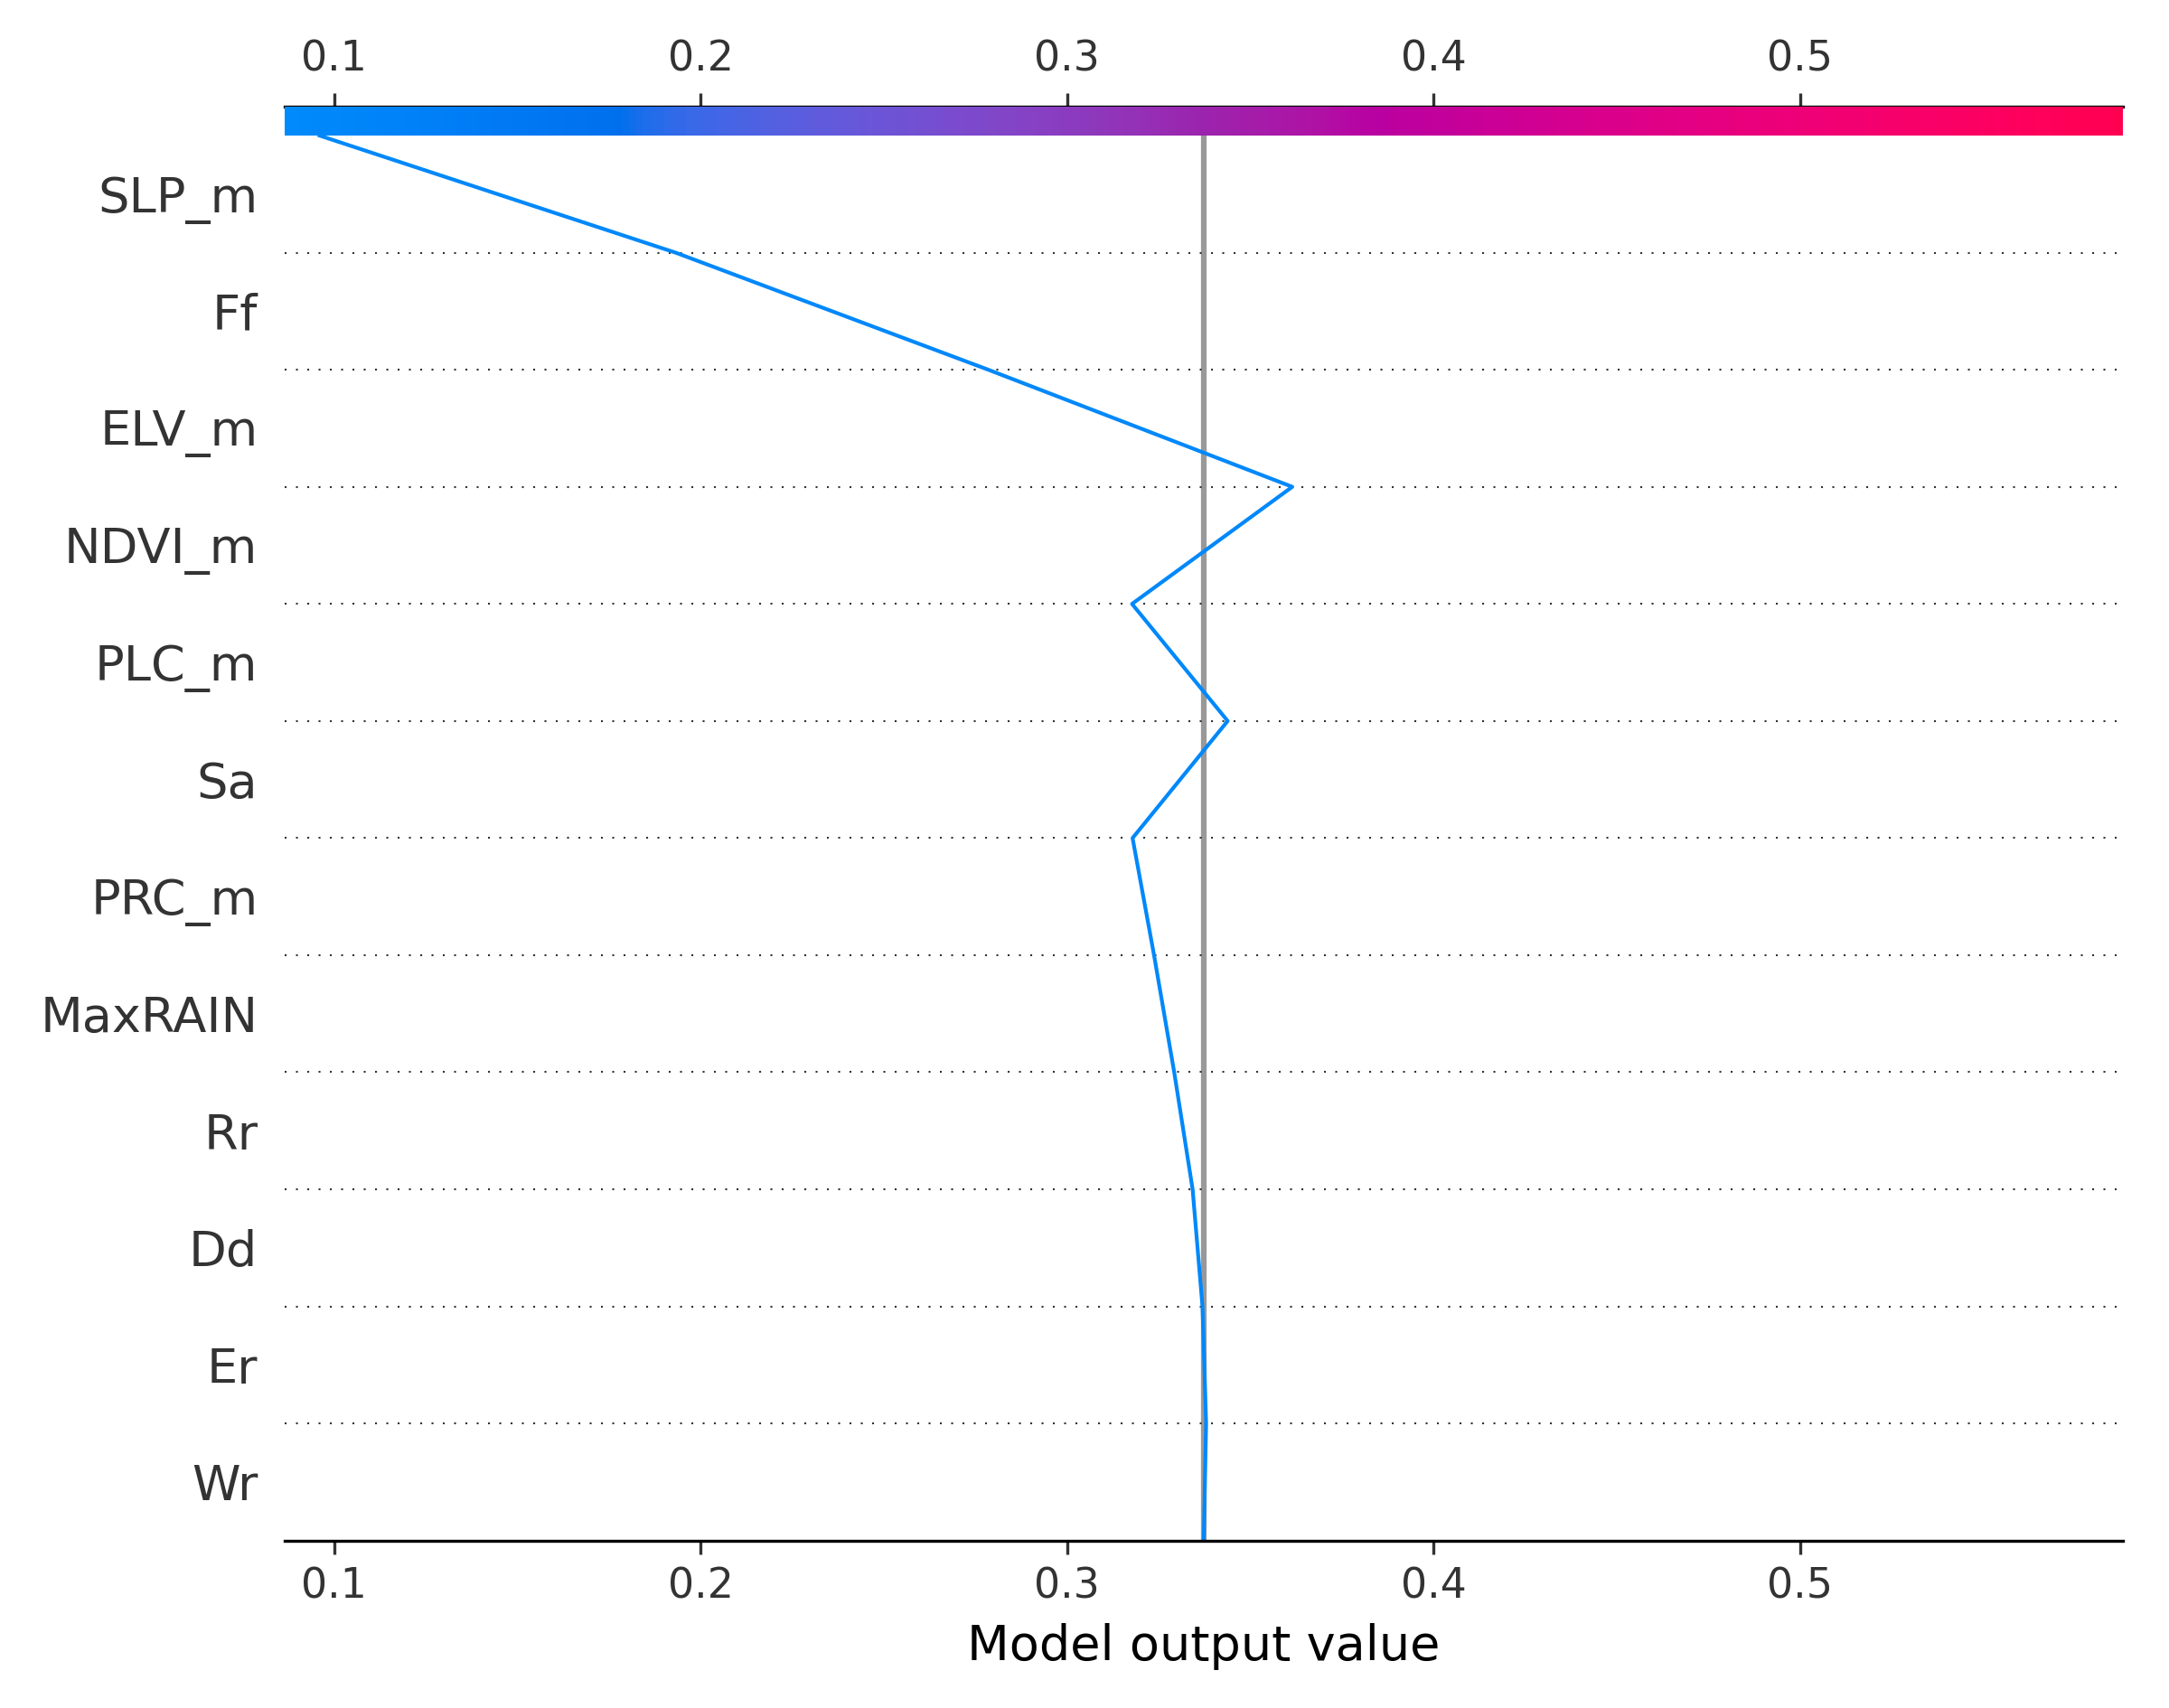 0.1 0.2 0.3 0.4 0.5
SLP_m
Ff
ELV_m
NDVI_m
PLC_m
Sa
PRC_m
MaxRAIN
Rr
Dd
Er
Wr
0.1 0.2 0.3 0.4 0.5
Model output value